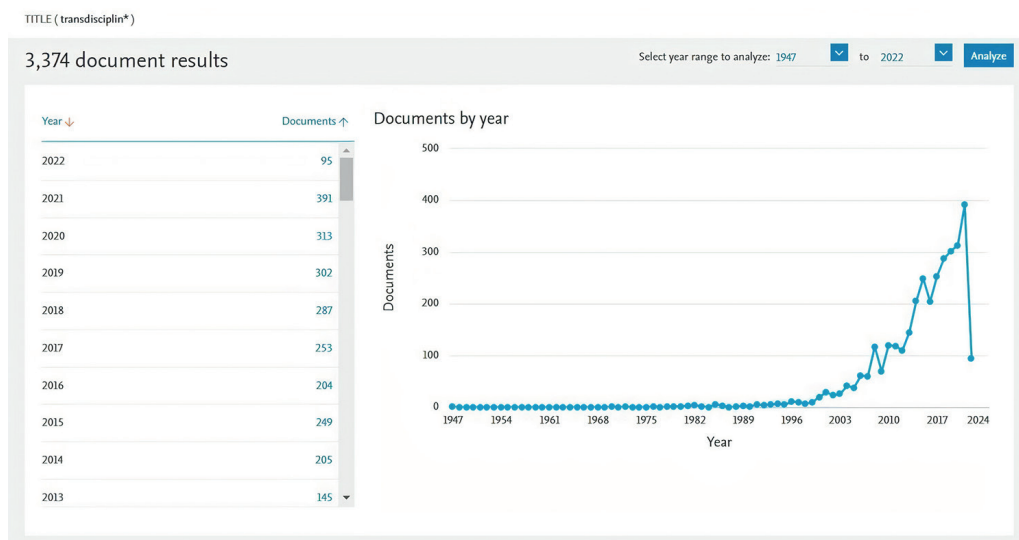 TITLE ( transdisciplin* )
3,374 document results
Select year range to analyze: 1947 to 2022 Analyze
Year Documents
2022 95
2021 391
2020 313
2019 302
2018 287
2017 253
2016 204
2015 249
2014 205
2013 145
Documents by year
500
400
300
200
100
0
Documents
1947 1954 1961 1968 1975 1982 1989 1996 2003 2010 2017 2024
Year